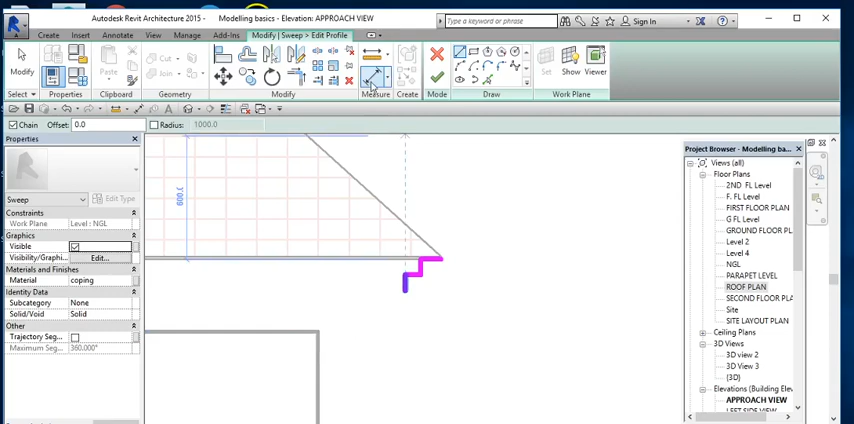 Autodesk Revit Architecture 2015 - Modelling basics - Elevation: APPROACH VIEW
Type a keyword or phrase
Sign In
Create Insert Annotate View Manage Add-Ins Modify | Sweep > Edit Profile
Modify
Paste
Cut
Join
Set Show Viewer
Select Properties Clipboard Geometry Modify Measure Create Mode Draw Work Plane
Chain Offset: 0.0 Radius: 1000.0
Properties
Sweep Edit Type
Constraints
Work Plane Level : NGL
Graphics
Visible
Visibility/Graphi... Edit...
Materials and Finishes
Material coping
Identity Data
Subcategory None
Solid/Void Solid
Other
Trajectory Seg...
Maximum Seg... 360.000°
Project Browser - Modelling ba...
Views (all)
Floor Plans
2ND FL Level
F. FL Level
FIRST FLOOR PLAN
G FL Level
GROUND FLOOR PL
Level 2
Level 4
NGL
PARAPET LEVEL
ROOF PLAN
SECOND FLOOR PLA
Site
SITE LAYOUT PLAN
Ceiling Plans
3D Views
3D view 2
3D View 3
{3D}
Elevations (Building Ele
APPROACH VIEW
LEFT SIDE VIEW